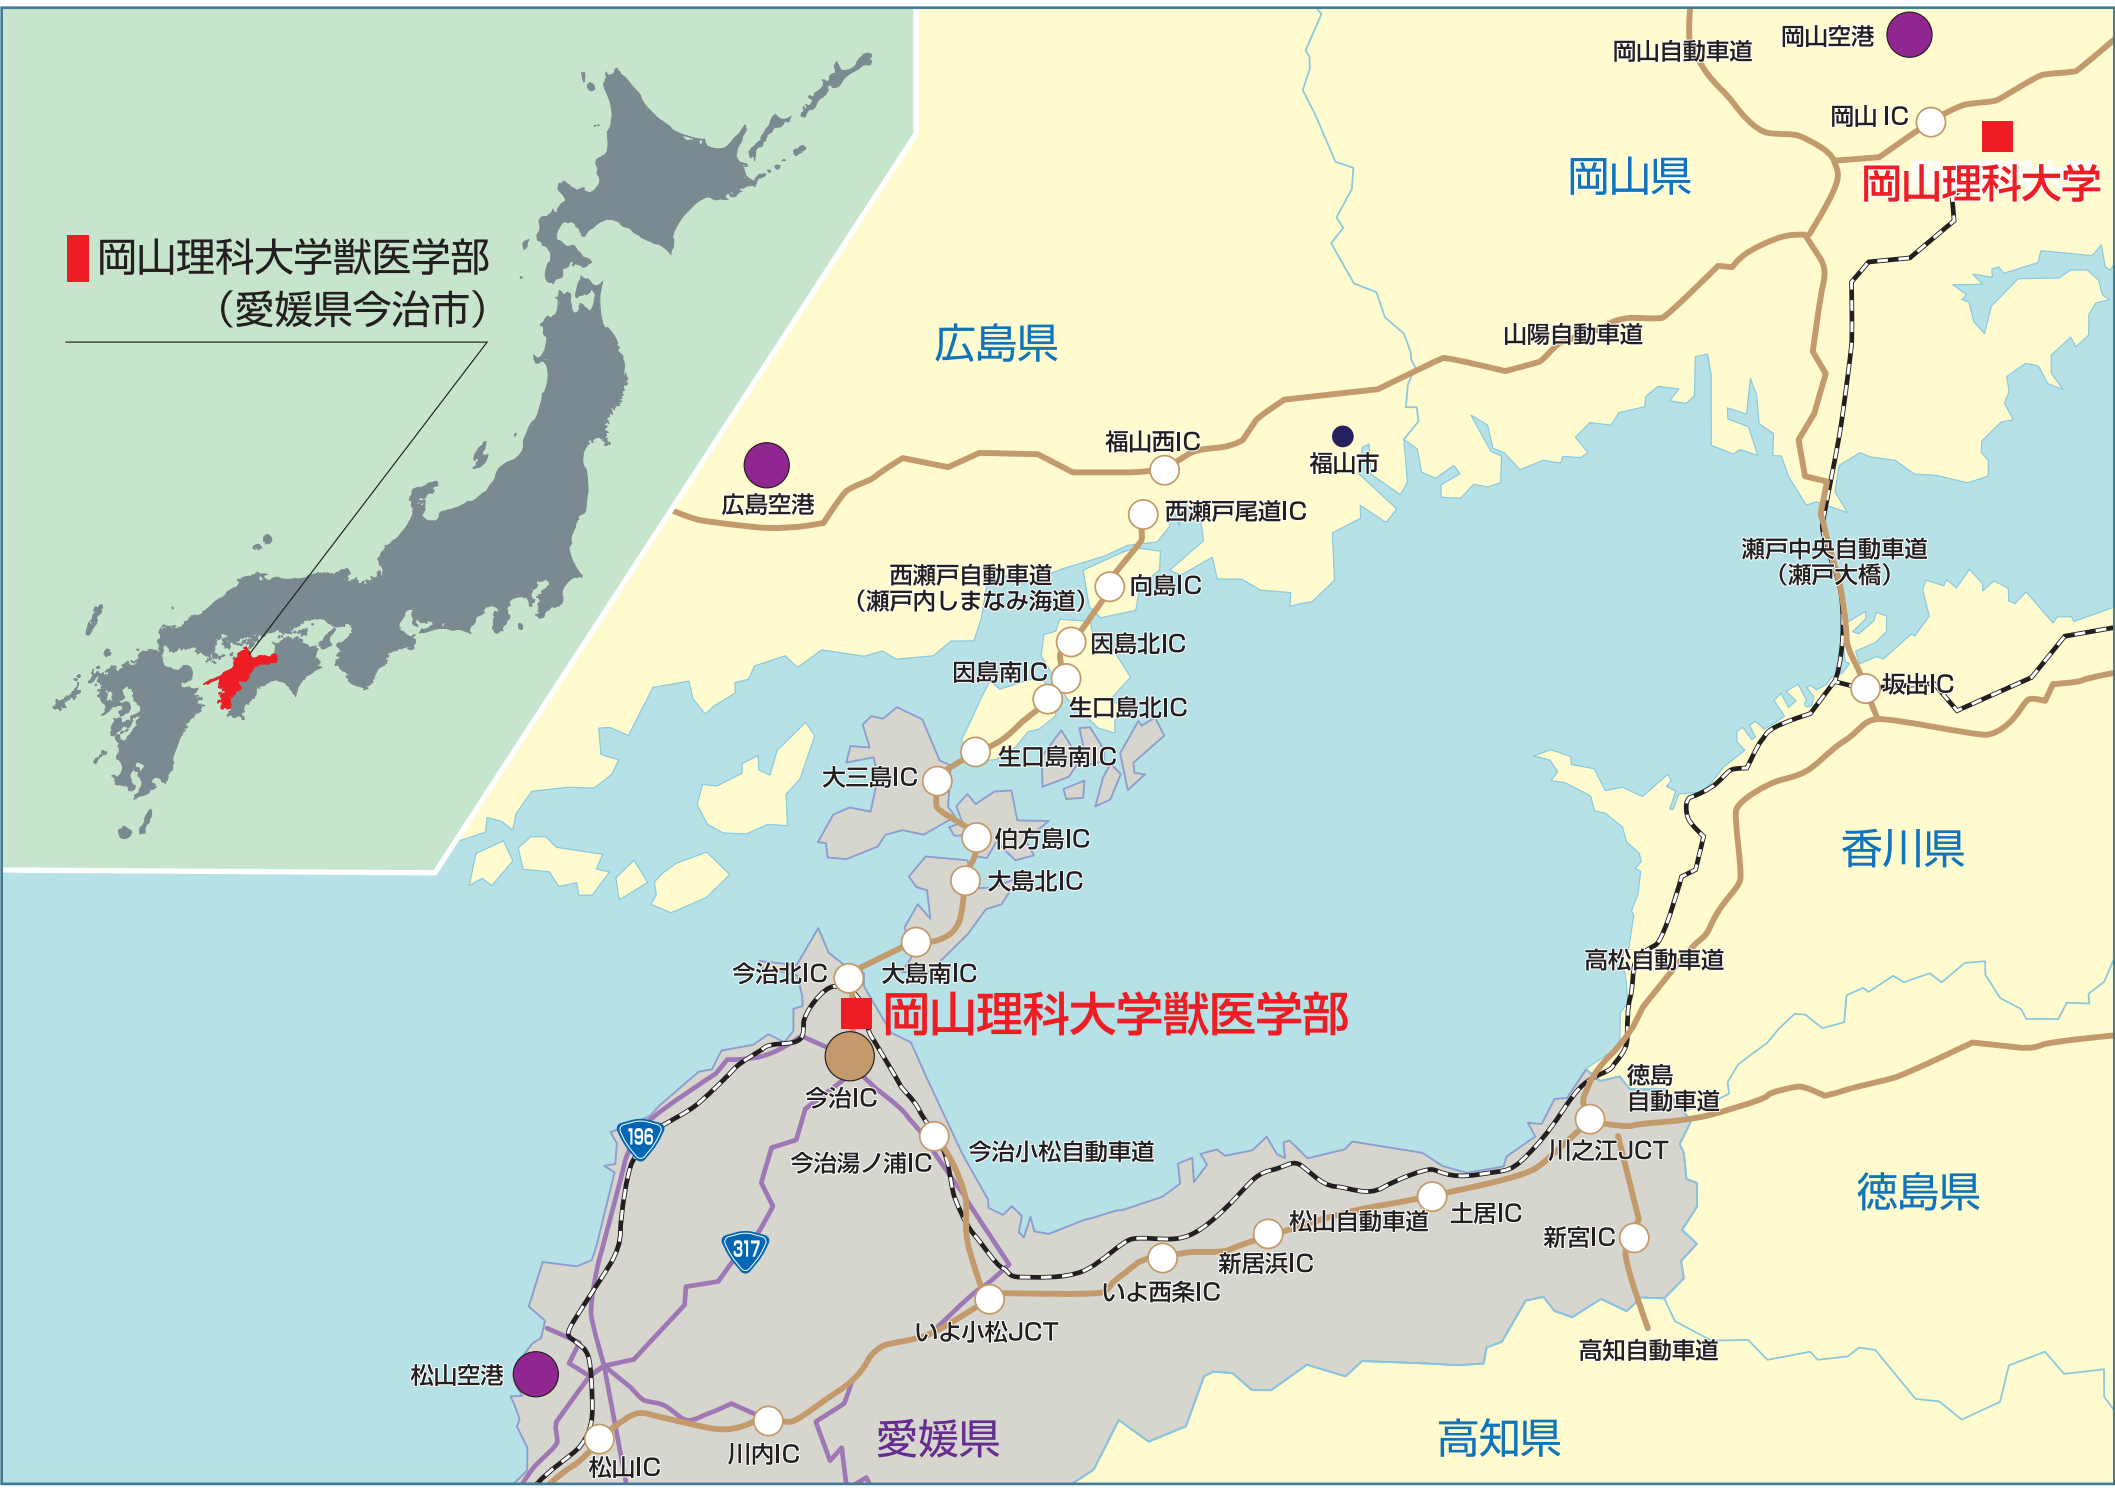 岡山自動車道
岡山空港
岡山 IC
岡山理科大学
岡山県
岡山理科大学獣医学部
（愛媛県今治市）
広島県
山陽自動車道
福山西IC
福山市
広島空港
西瀬戸尾道IC
瀬戸中央自動車道
（瀬戸大橋）
西瀬戸自動車道
（瀬戸内しまなみ海道）
向島IC
因島北IC
因島南IC
坂出IC
生口島北IC
生口島南IC
大三島IC
伯方島IC
香川県
大島北IC
高松自動車道
今治北IC
大島南IC
岡山理科大学獣医学部
徳島
自動車道
今治IC
196
川之江JCT
今治小松自動車道
今治湯ノ浦IC
徳島県
土居IC
松山自動車道
新宮IC
317
新居浜IC
いよ西条IC
いよ小松JCT
高知自動車道
松山空港
愛媛県
高知県
川内IC
松山IC